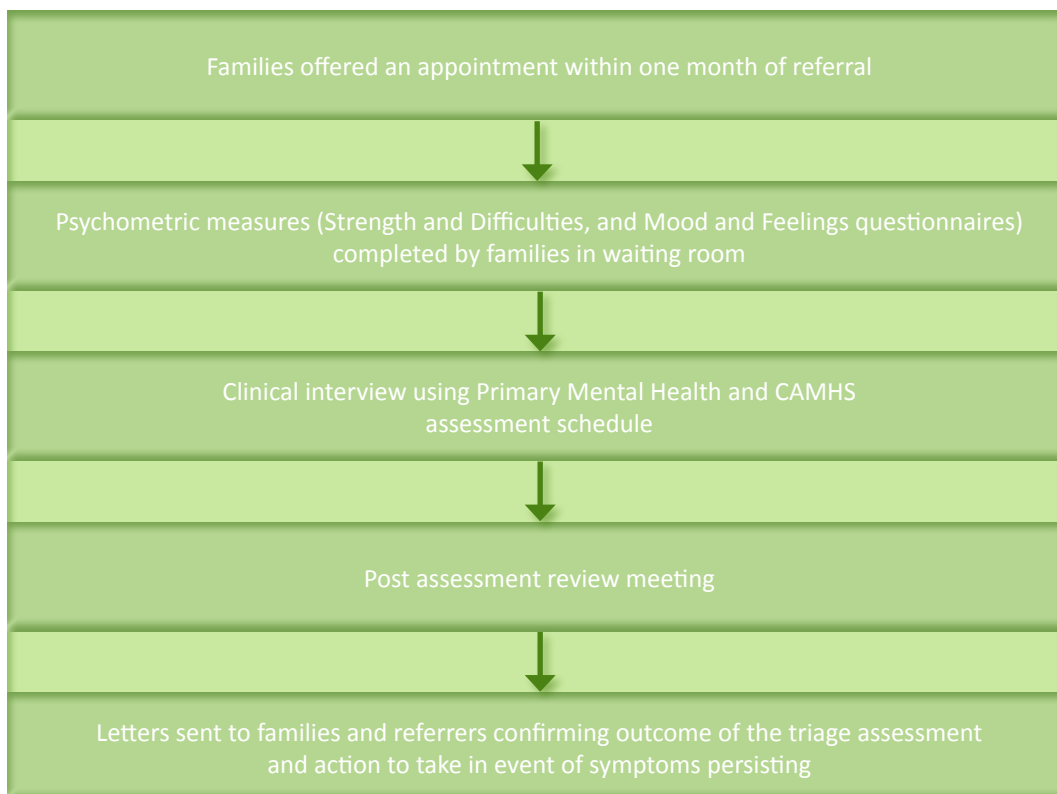 Families offered an appointment within one month of referral
Psychometric measures (Strength and Difficulties, and Mood and Feelings questionnaires)
completed by families in waiting room
Clinical interview using Primary Mental Health and CAMHS
assessment schedule
Post assessment review meeting
Letters sent to families and referrers confirming outcome of the triage assessment
and action to take in event of symptoms persisting